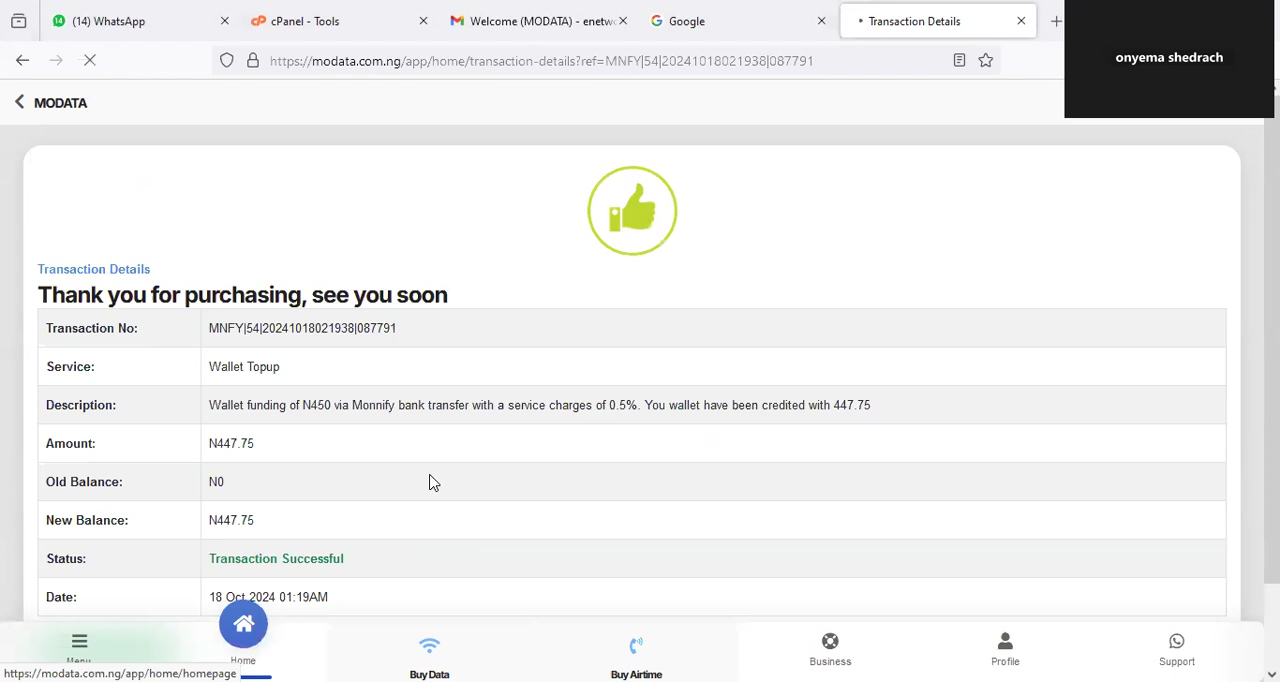 (14) WhatsApp
cPanel - Tools
Welcome (MODATA) - enetwo
Google
Transaction Details
https://modata.com.ng/app/home/transaction-details?ref=MNFY|54|20241018021938|087791
onyema shedrach
MODATA
Transaction Details
Thank you for purchasing, see you soon
Transaction No: MNFY|54|20241018021938|087791
Service: Wallet Topup
Description: Wallet funding of N450 via Monnify bank transfer with a service charges of 0.5%. You wallet have been credited with 447.75
Amount: N447.75
Old Balance: N0
New Balance: N447.75
Status: Transaction Successful
Date: 18 Oct 2024 01:19AM
Menu
Home
Buy Data
Buy Airtime
Business
Profile
Support
https://modata.com.ng/app/home/homepage